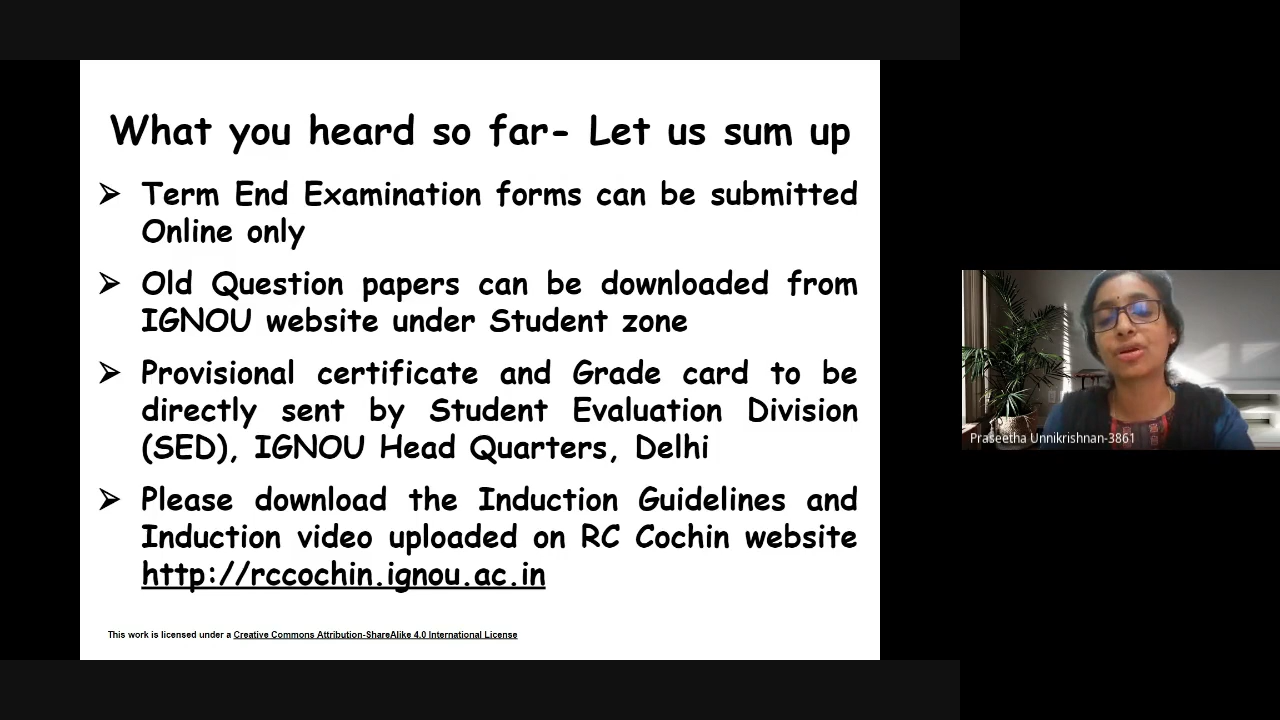 What you heard so far- Let us sum up
➢ Term End Examination forms can be submitted
Online only
➢ Old Question papers can be downloaded from
IGNOU website under Student zone
➢ Provisional certificate and Grade card to be
directly sent by Student Evaluation Division
(SED), IGNOU Head Quarters, Delhi
➢ Please download the Induction Guidelines and
Induction video uploaded on RC Cochin website
http://rccochin.ignou.ac.in
This work is licensed under a Creative Commons Attribution-ShareAlike 4.0 International License
Praseetha Unnikrishnan-3861